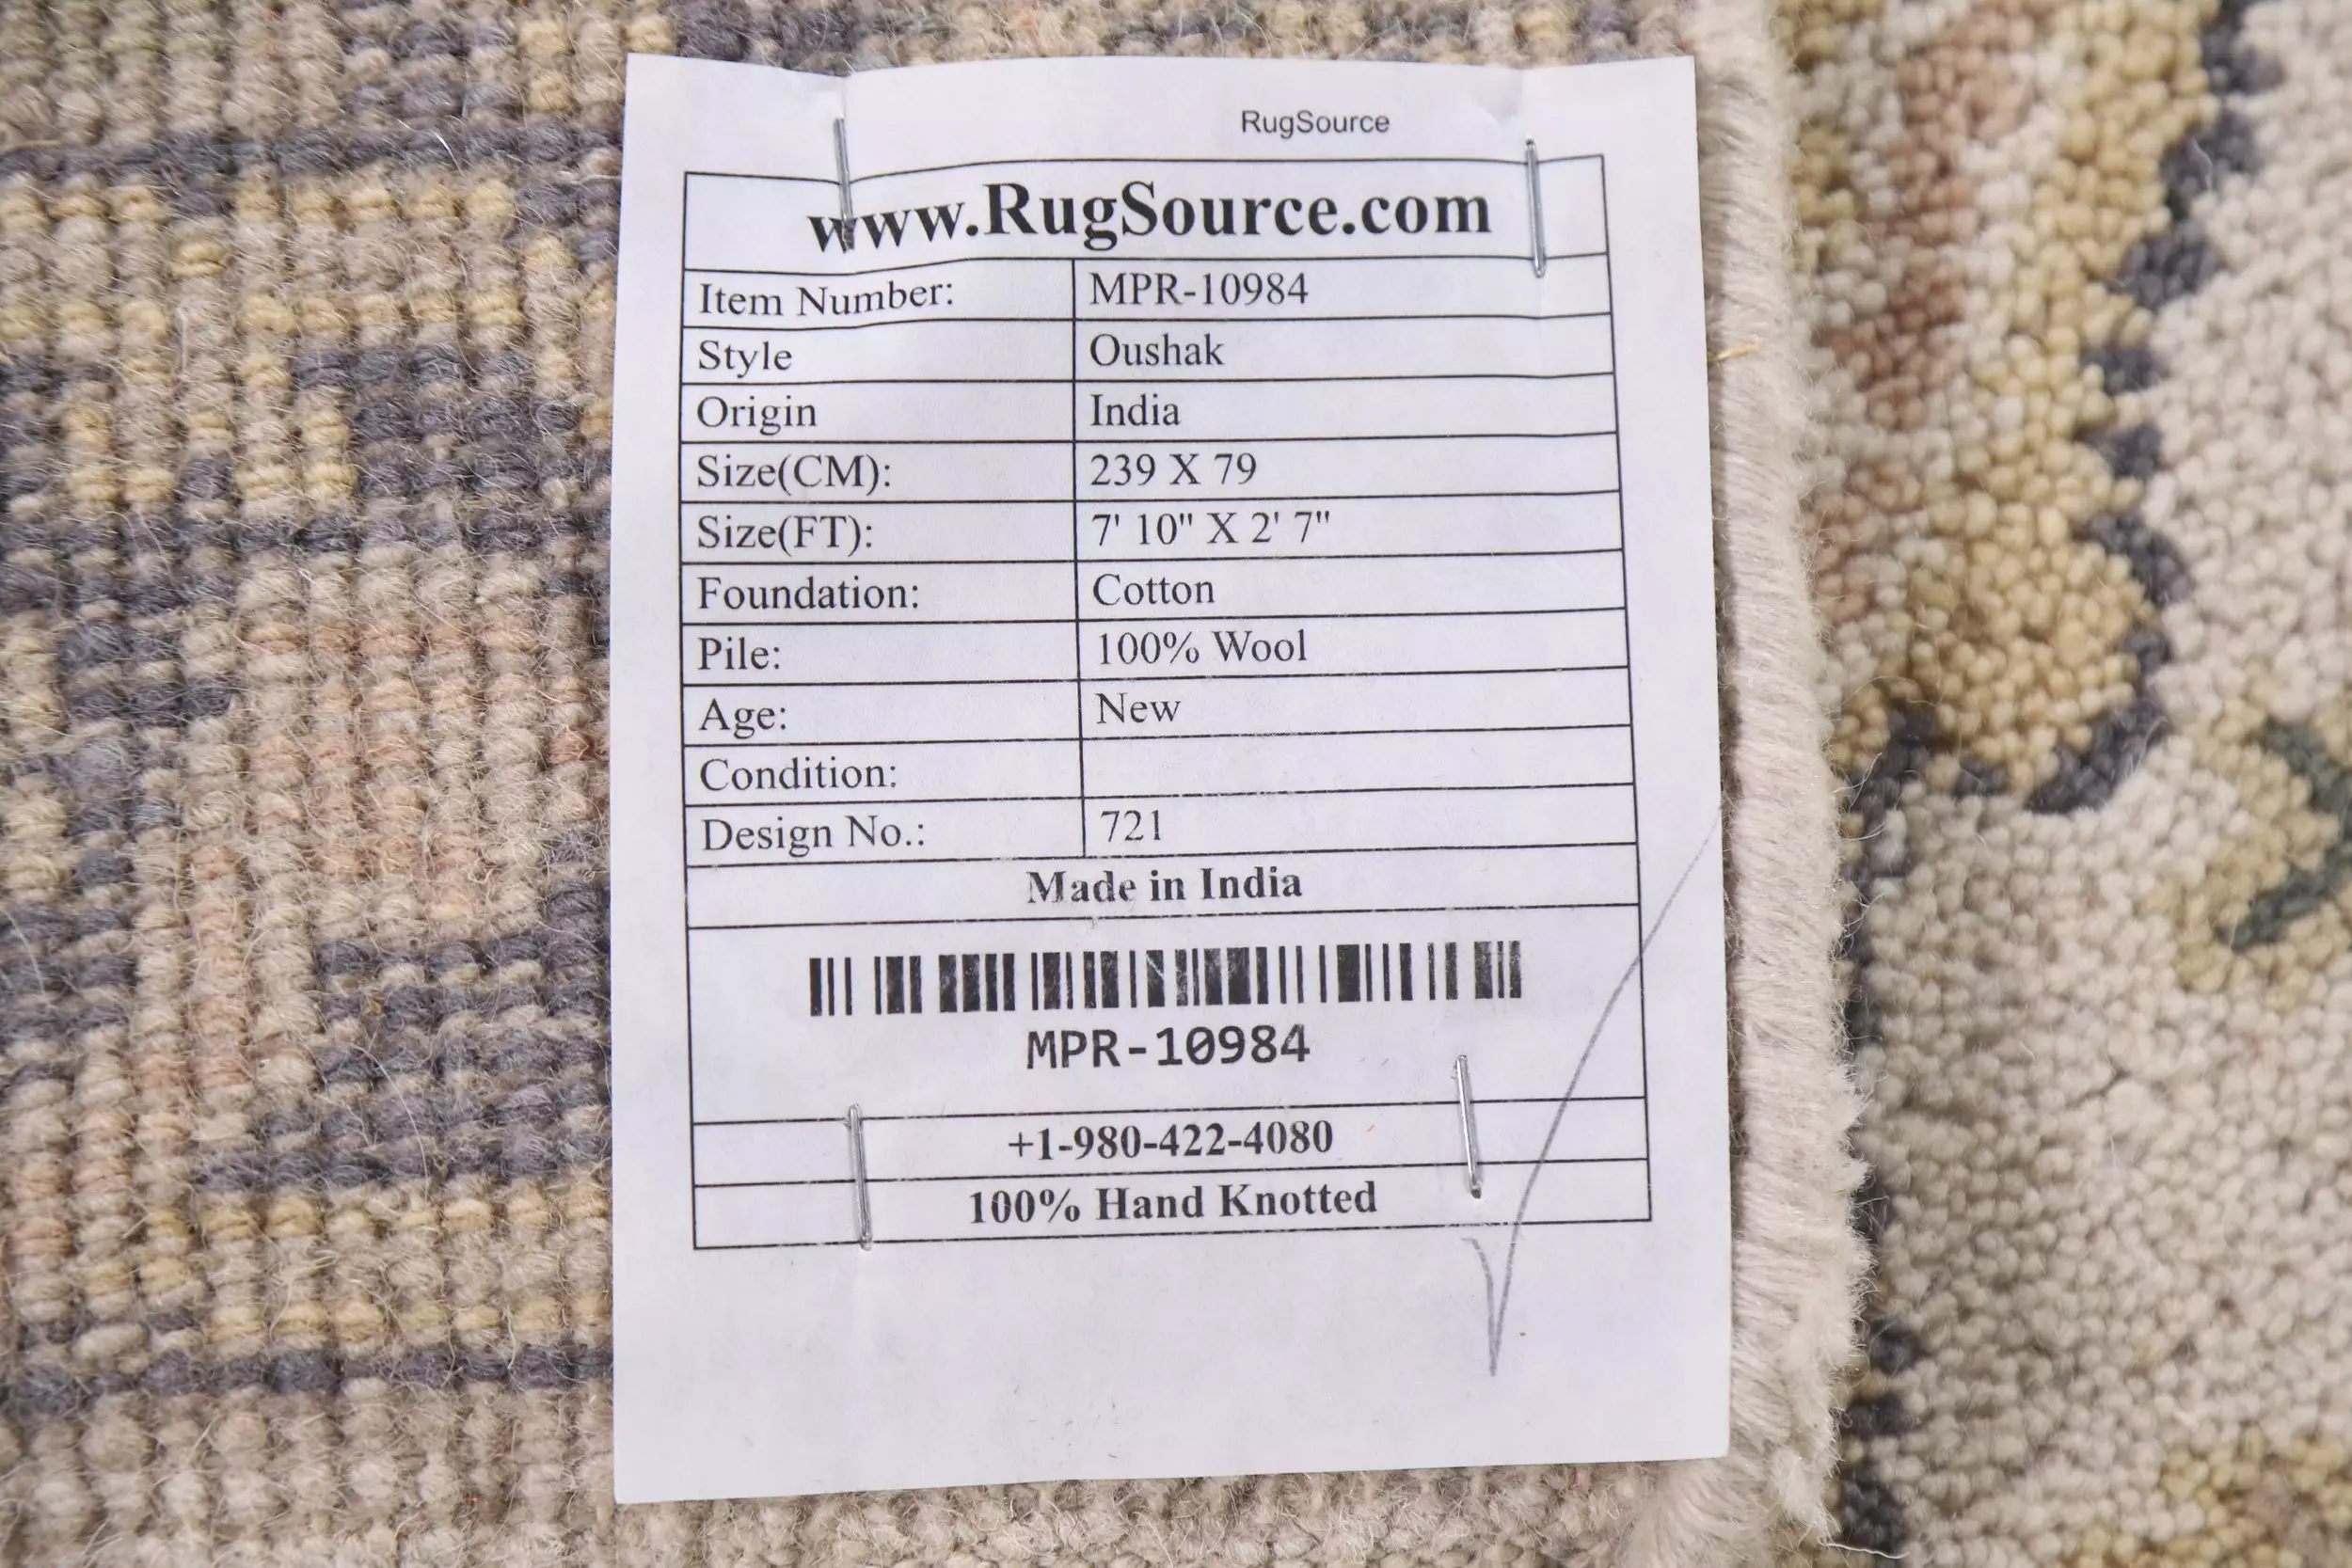 RugSource
www.RugSource.com
Item Number: MPR-10984
Style Oushak
Origin India
Size(CM): 239 X 79
Size(FT): 7' 10" X 2' 7"
Foundation: Cotton
Pile: 100% Wool
Age: New
Condition:
Design No.: 721
Made in India
MPR-10984
+1-980-422-4080
100% Hand Knotted